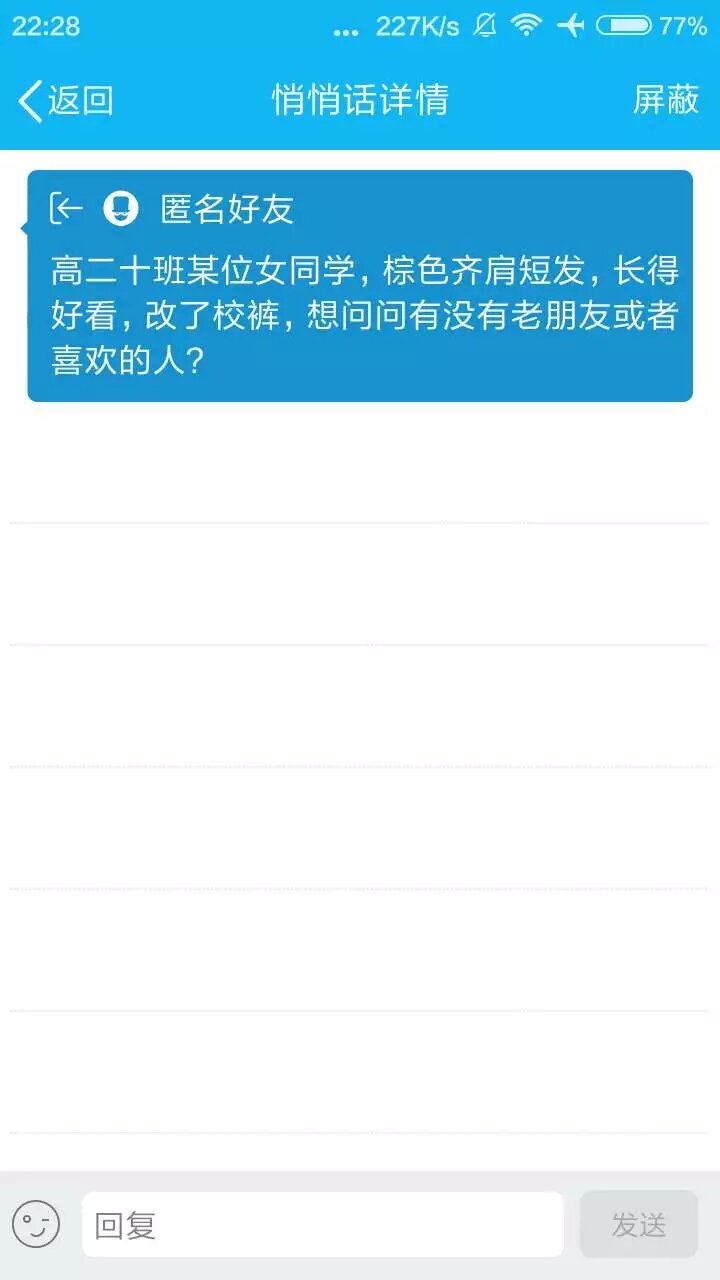 22:28 ... 227K/s 77%
返回 悄悄话详情 屏蔽
匿名好友
高二十班某位女同学，棕色齐肩短发，长得
好看，改了校裤，想问问有没有老朋友或者
喜欢的人？
回复 发送